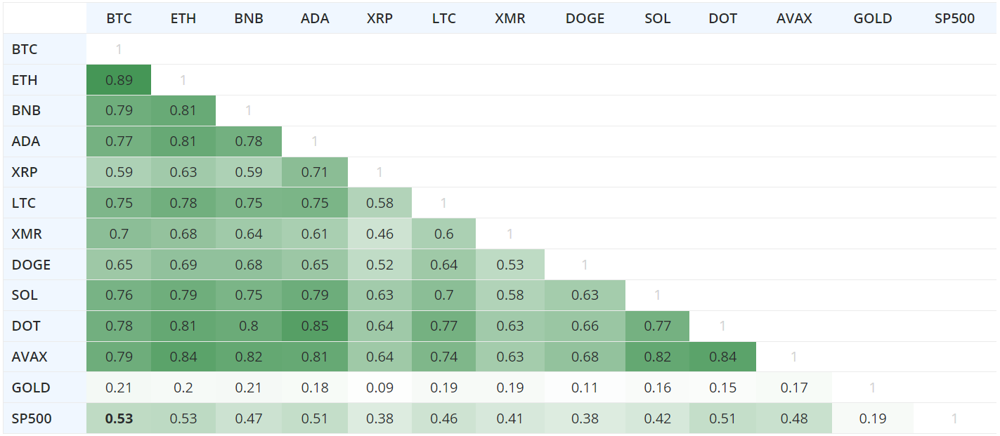 BTC ETH BNB ADA XRP LTC XMR DOGE SOL DOT AVAX GOLD SP500
BTC 1
ETH 0.89 1
BNB 0.79 0.81 1
ADA 0.77 0.81 0.78 1
XRP 0.59 0.63 0.59 0.71 1
LTC 0.75 0.78 0.75 0.75 0.58 1
XMR 0.7 0.68 0.64 0.61 0.46 0.6 1
DOGE 0.65 0.69 0.68 0.65 0.52 0.64 0.53 1
SOL 0.76 0.79 0.75 0.79 0.63 0.7 0.58 0.63 1
DOT 0.78 0.81 0.8 0.85 0.64 0.77 0.63 0.66 0.77 1
AVAX 0.79 0.84 0.82 0.81 0.64 0.74 0.63 0.68 0.82 0.84 1
GOLD 0.21 0.2 0.21 0.18 0.09 0.19 0.19 0.11 0.16 0.15 0.17 1
SP500 0.53 0.53 0.47 0.51 0.38 0.46 0.41 0.38 0.42 0.51 0.48 0.19 1